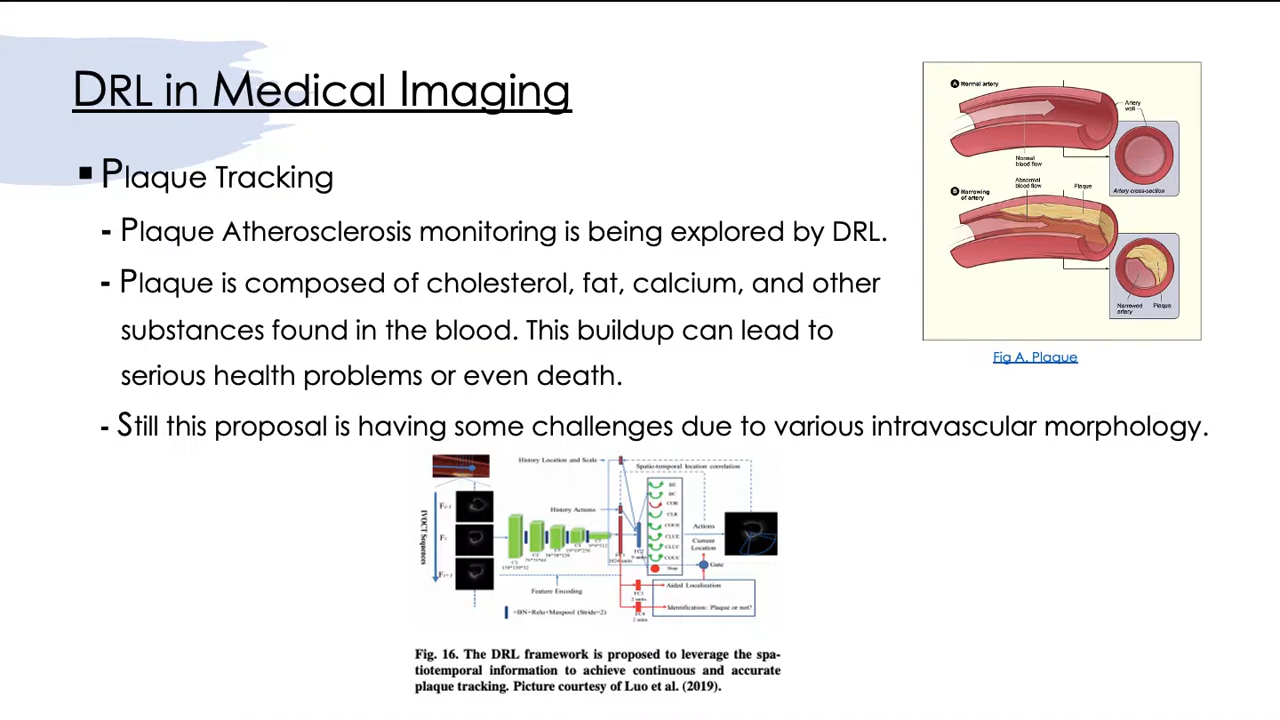 DRL in Medical Imaging
▪ Plaque Tracking
- Plaque Atherosclerosis monitoring is being explored by DRL.
- Plaque is composed of cholesterol, fat, calcium, and other
substances found in the blood. This buildup can lead to
serious health problems or even death.
- Still this proposal is having some challenges due to various intravascular morphology.
A Normal artery
Artery
wall
Normal
blood flow
Artery cross-section
Abnormal
blood flow
Plaque
B Narrowing
of artery
Narrowed
artery
Plaque
Fig A. Plaque
History Location and Scale
Spatio-temporal location correlation
History Actions
IVOCT Sequences
Actions
Current
Location
Gate
Stop
Feature Encoding
Aided Localization
Identification: Plaque or not?
+BN+Relu+Maxpool (Stride=2)
Fig. 16. The DRL framework is proposed to leverage the spa-
tiotemporal information to achieve continuous and accurate
plaque tracking. Picture courtesy of Luo et al. (2019).